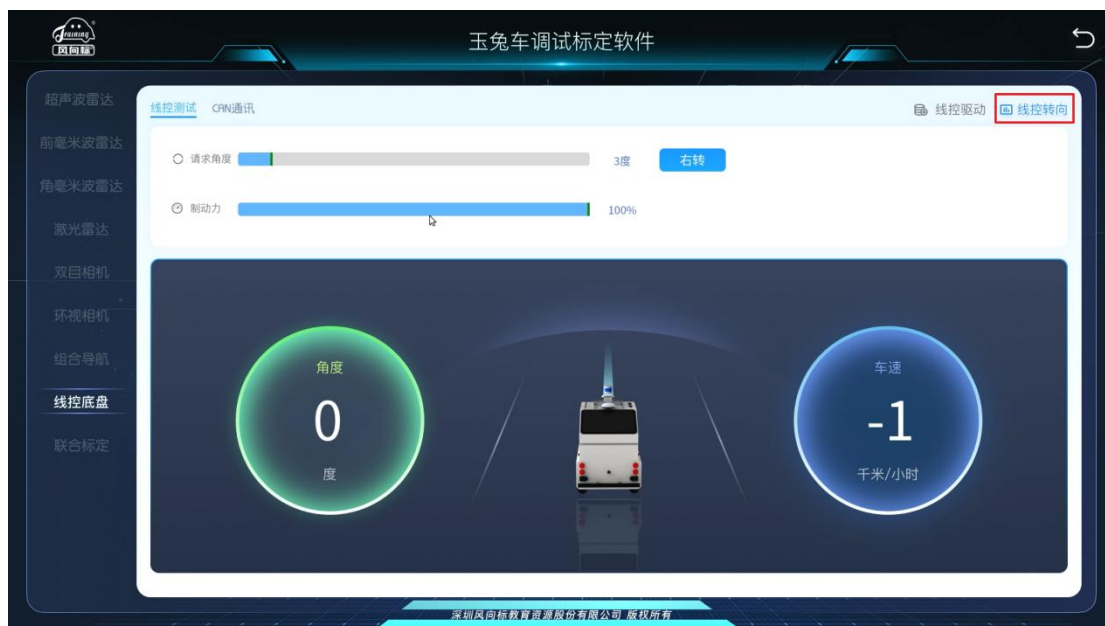 Training
风向标
玉兔车调试标定软件
超声波雷达
前毫米波雷达
角毫米波雷达
激光雷达
双目相机
环视相机
组合导航
线控底盘
联合标定
线控测试 CAN通讯
线控驱动 线控转向
请求角度 3度 右转
制动力 100%
角度
0
度
车速
-1
千米/小时
深圳风向标教育资源股份有限公司 版权所有